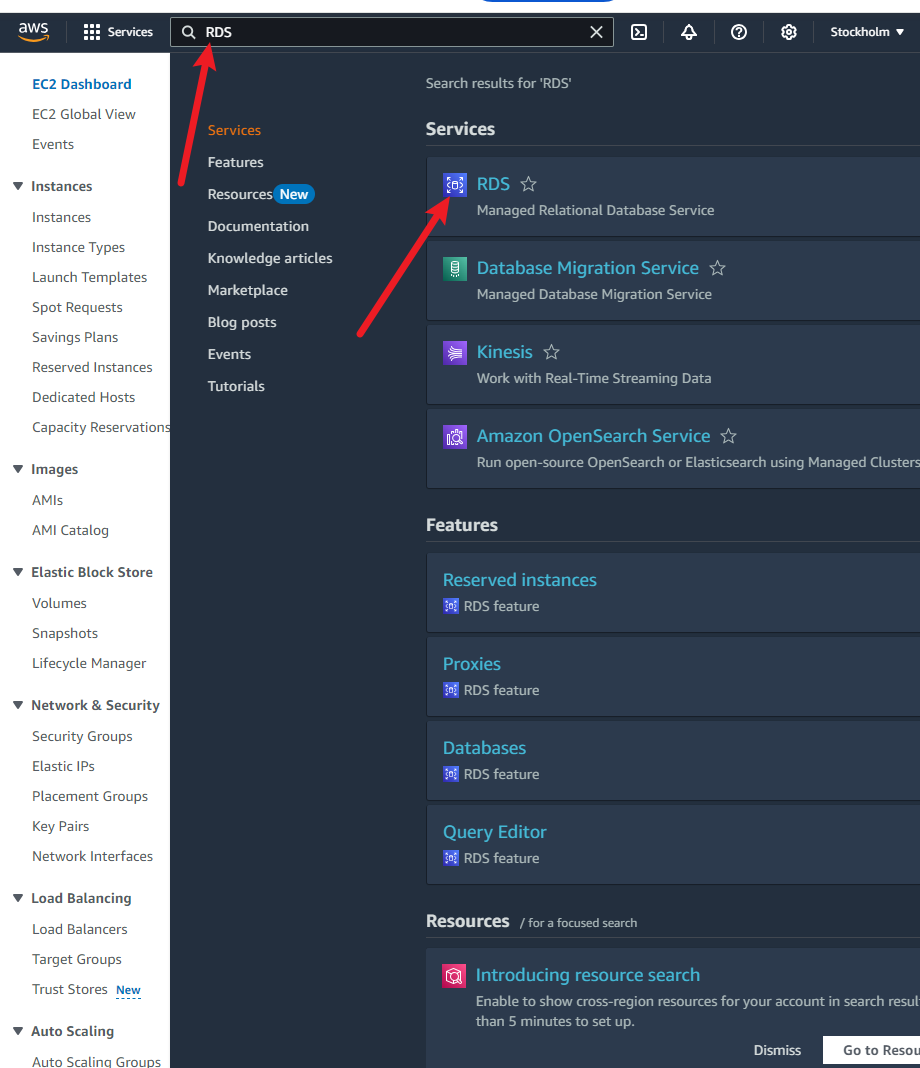 aws
Services
RDS
Stockholm
EC2 Dashboard
EC2 Global View
Events
Instances
Instances
Instance Types
Launch Templates
Spot Requests
Savings Plans
Reserved Instances
Dedicated Hosts
Capacity Reservations
Images
AMIs
AMI Catalog
Elastic Block Store
Volumes
Snapshots
Lifecycle Manager
Network & Security
Security Groups
Elastic IPs
Placement Groups
Key Pairs
Network Interfaces
Load Balancing
Load Balancers
Target Groups
Trust Stores New
Auto Scaling
Auto Scaling Groups
Services
Features
Resources New
Documentation
Knowledge articles
Marketplace
Blog posts
Events
Tutorials
Search results for 'RDS'
Services
RDS
Managed Relational Database Service
Database Migration Service
Managed Database Migration Service
Kinesis
Work with Real-Time Streaming Data
Amazon OpenSearch Service
Run open-source OpenSearch or Elasticsearch using Managed Clusters
Features
Reserved instances
RDS feature
Proxies
RDS feature
Databases
RDS feature
Query Editor
RDS feature
Resources / for a focused search
Introducing resource search
Enable to show cross-region resources for your account in search resul
than 5 minutes to set up.
Dismiss
Go to Resou